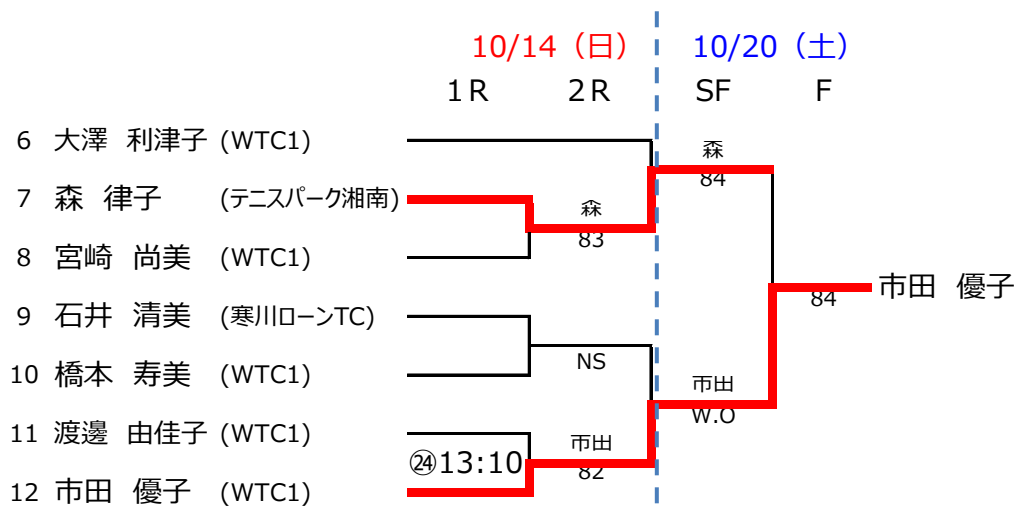 10/14（日） 10/20（土）
1R 2R SF F
6 大澤 利津子 (WTC1)
森
84
7 森 律子 (テニスパーク湘南)
森
83
8 宮崎 尚美 (WTC1)
市田 優子
84
9 石井 清美 (寒川ローンTC)
NS
10 橋本 寿美 (WTC1)
市田
W.O
11 渡邊 由佳子 (WTC1)
市田
㉔13:10
82
12 市田 優子 (WTC1)